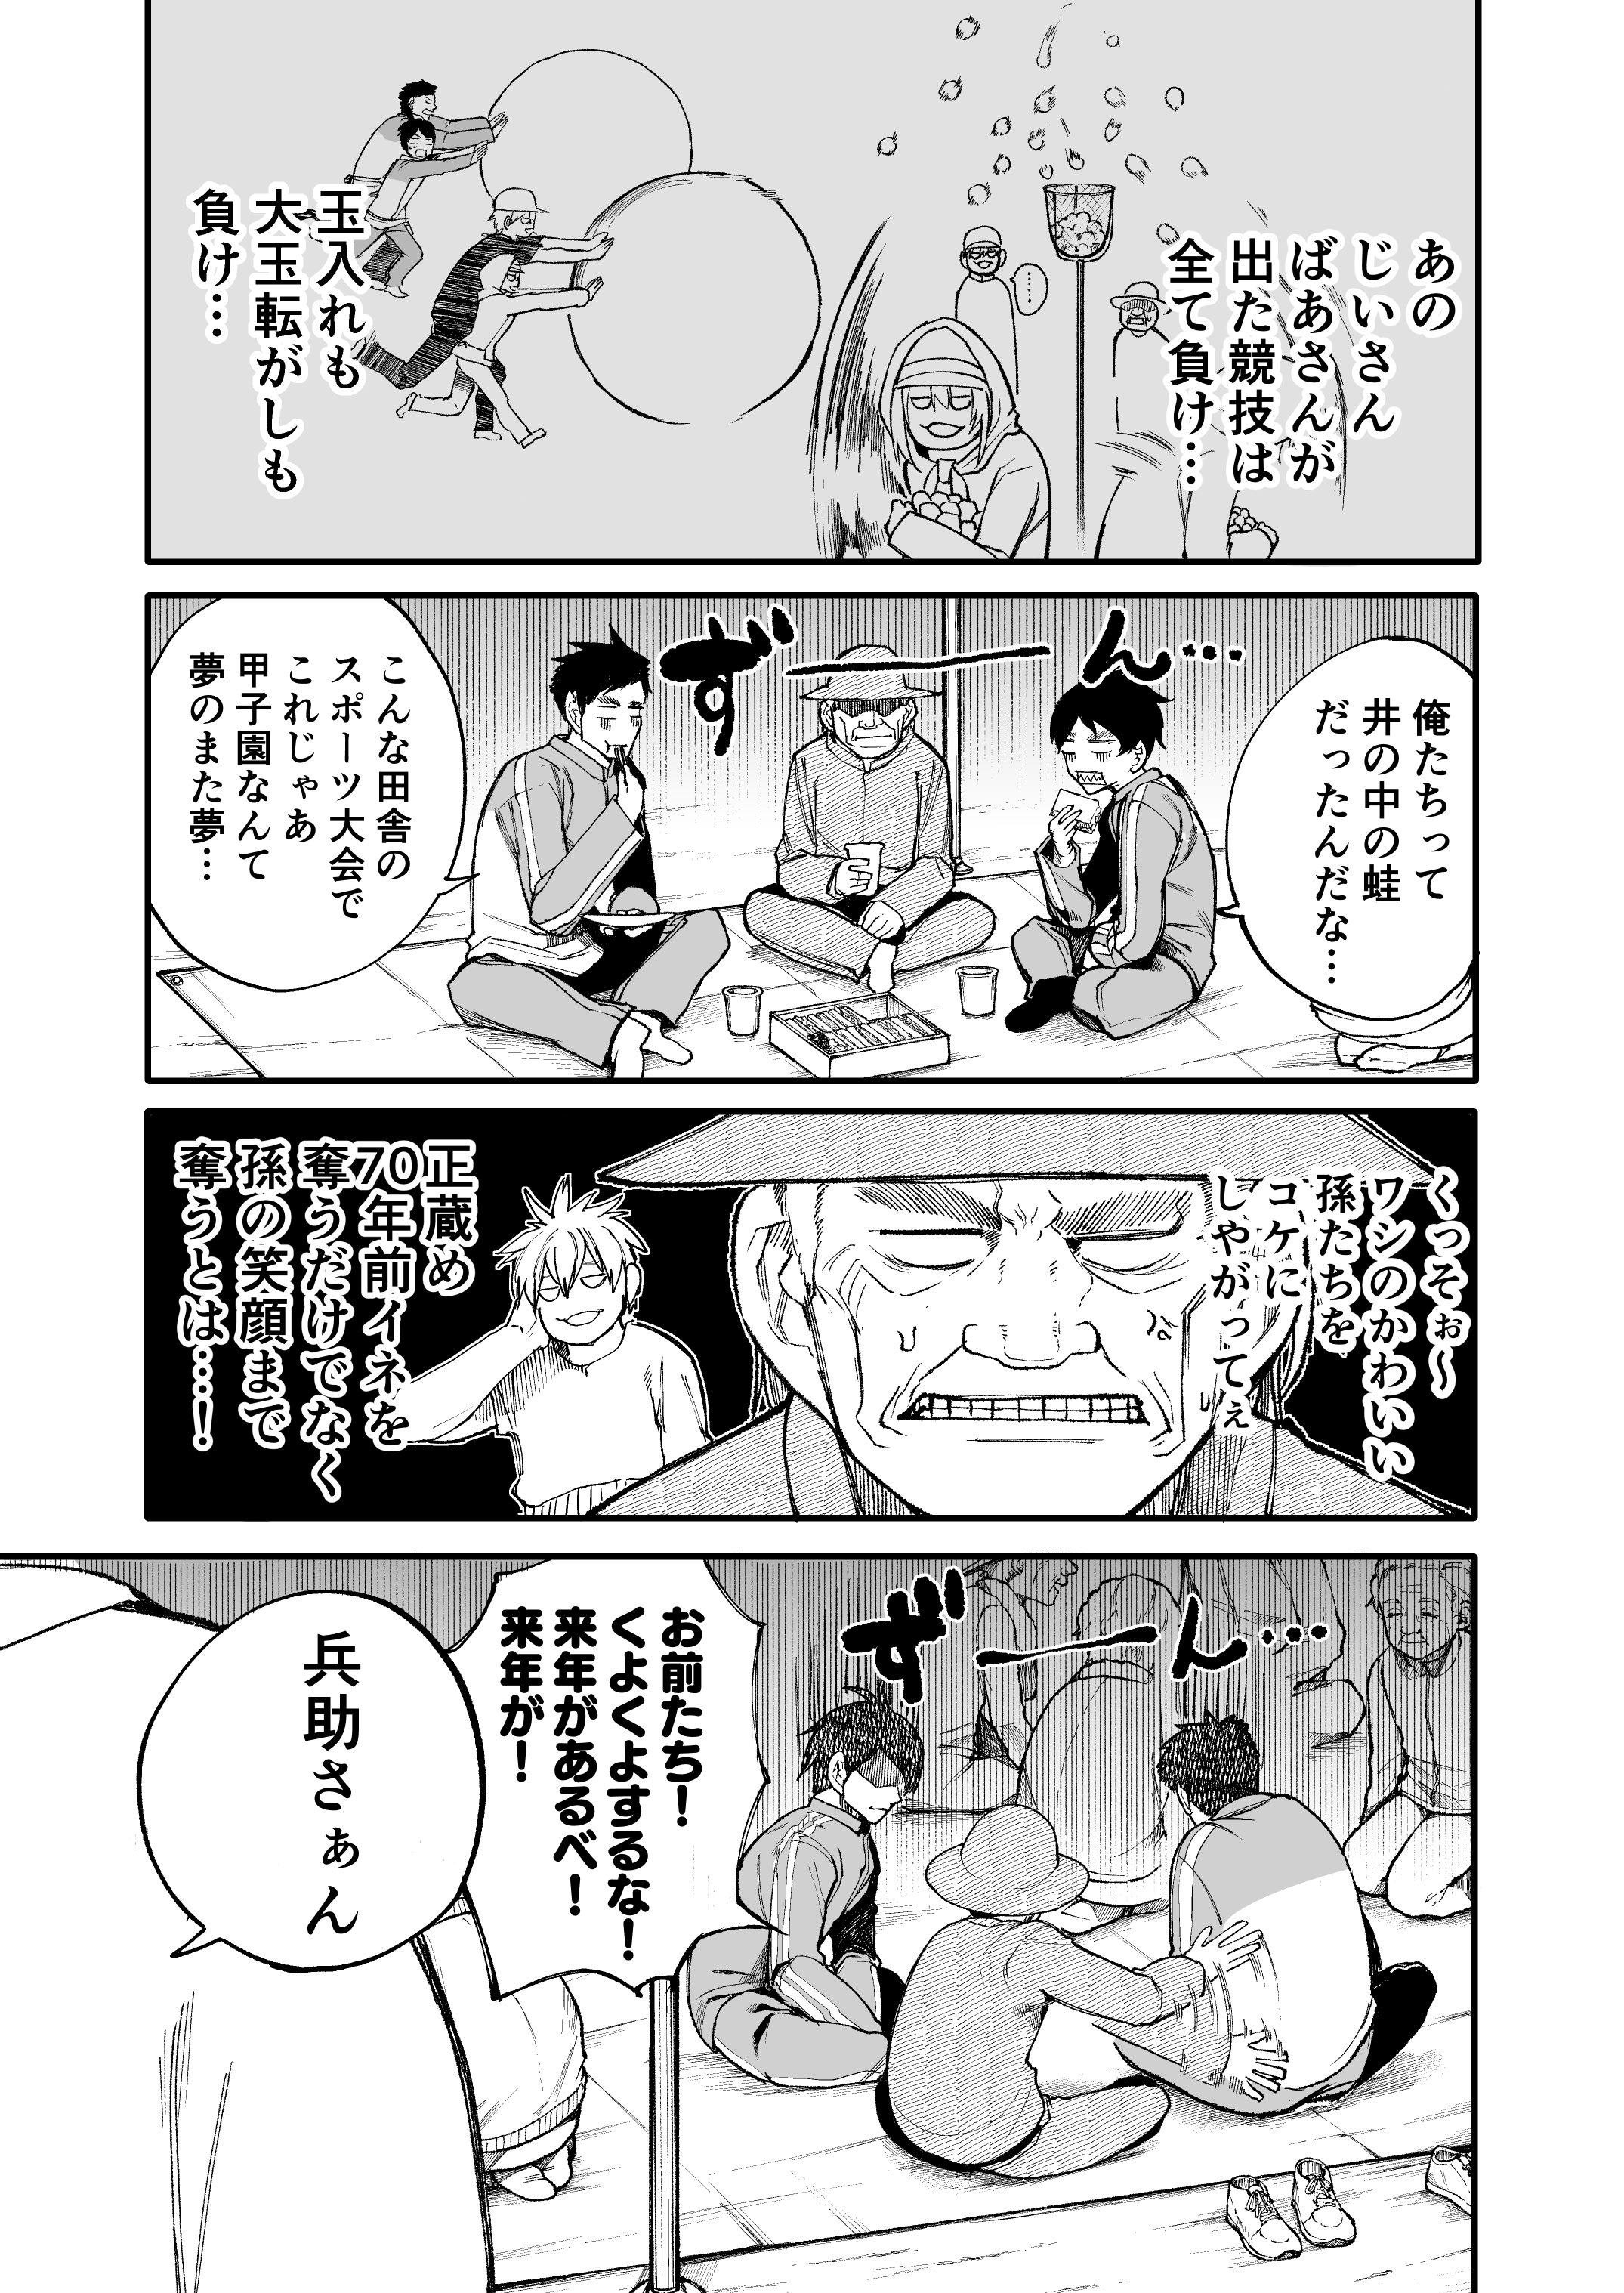 あの
じいさん
ばあさんが
出た競技は
全て負け…
玉入れも
大玉転がしも
負け…
……
俺たちって
井の中の蛙
だったんだな…
ずーーん…
こんな田舎の
スポーツ大会で
これじゃあ
甲子園なんて
夢のまた夢…
くっそぉ〜
ワシのかわいい
孫たちを
コケに
しやがってぇ
正蔵め
70年前イネを
奪うだけでなく
孫の笑顔まで
奪うとは…！
ずーーん…
お前たち！
くよくよするな！
来年があるべ！
来年が！
兵助さぁん